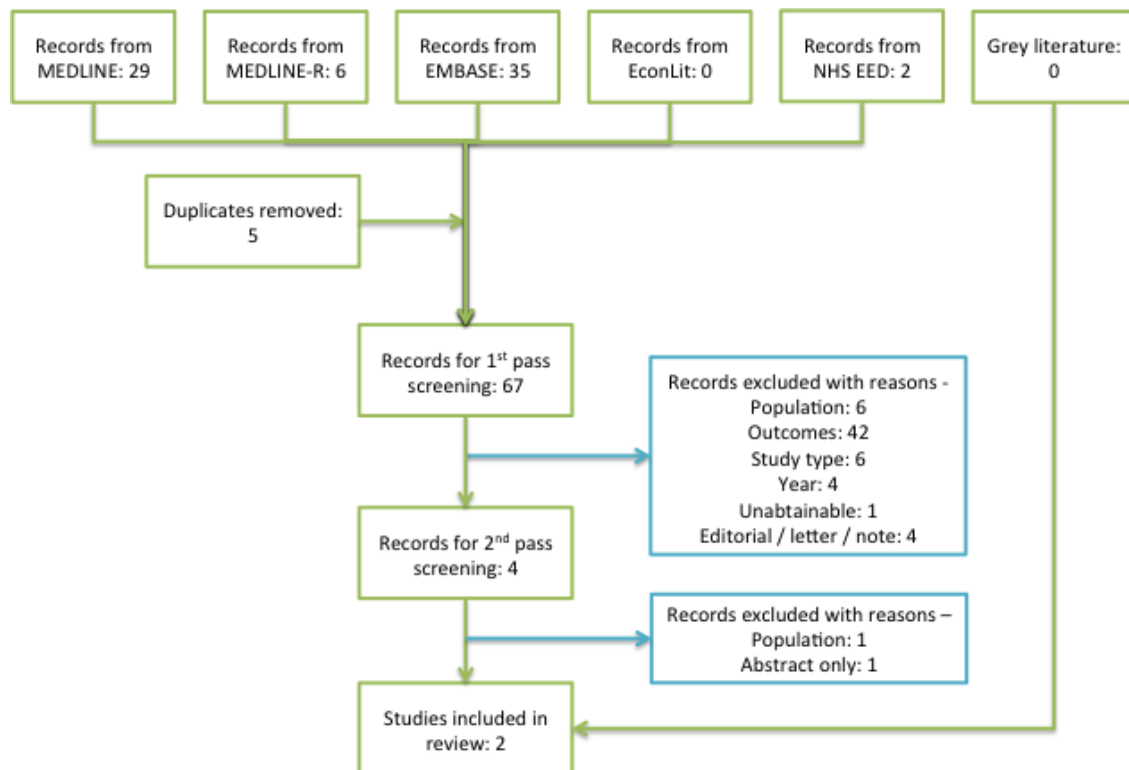 Records from
MEDLINE: 29
Records from
MEDLINE-R: 6
Records from
EMBASE: 35
Records from
EconLit: 0
Records from
NHS EED: 2
Grey literature:
0
Duplicates removed:
5
Records for 1st pass
screening: 67
Records excluded with reasons -
Population: 6
Outcomes: 42
Study type: 6
Year: 4
Unabtainable: 1
Editorial / letter / note: 4
Records for 2nd pass
screening: 4
Records excluded with reasons –
Population: 1
Abstract only: 1
Studies included in
review: 2